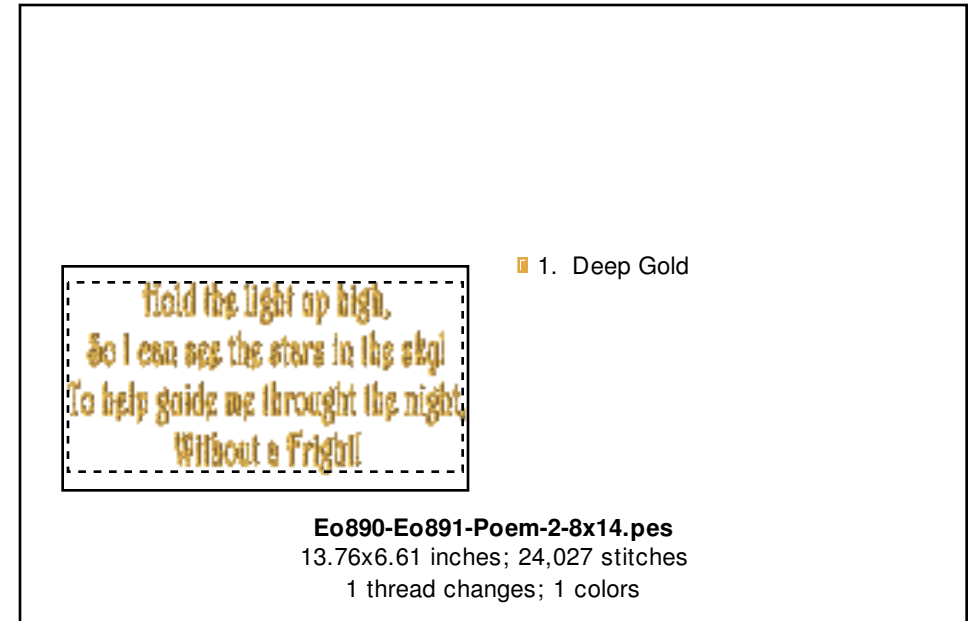 1. Deep Gold
Hold the light up high,
So I can see the stars in the sky!
To help guide me throught the night,
Without a Fright!
Eo890-Eo891-Poem-2-8x14.pes
13.76x6.61 inches; 24,027 stitches
1 thread changes; 1 colors